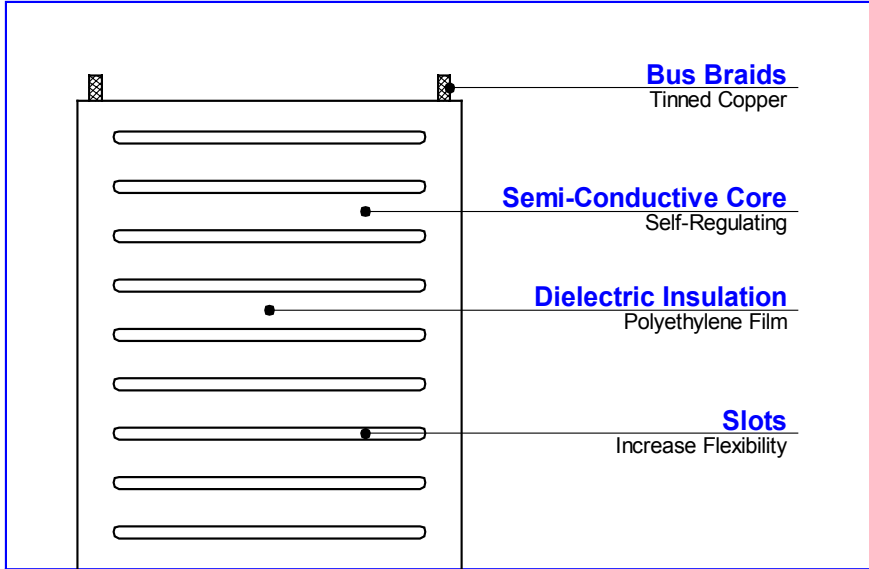 Bus Braids
Tinned Copper
Semi-Conductive Core
Self-Regulating
Dielectric Insulation
Polyethylene Film
Slots
Increase Flexibility